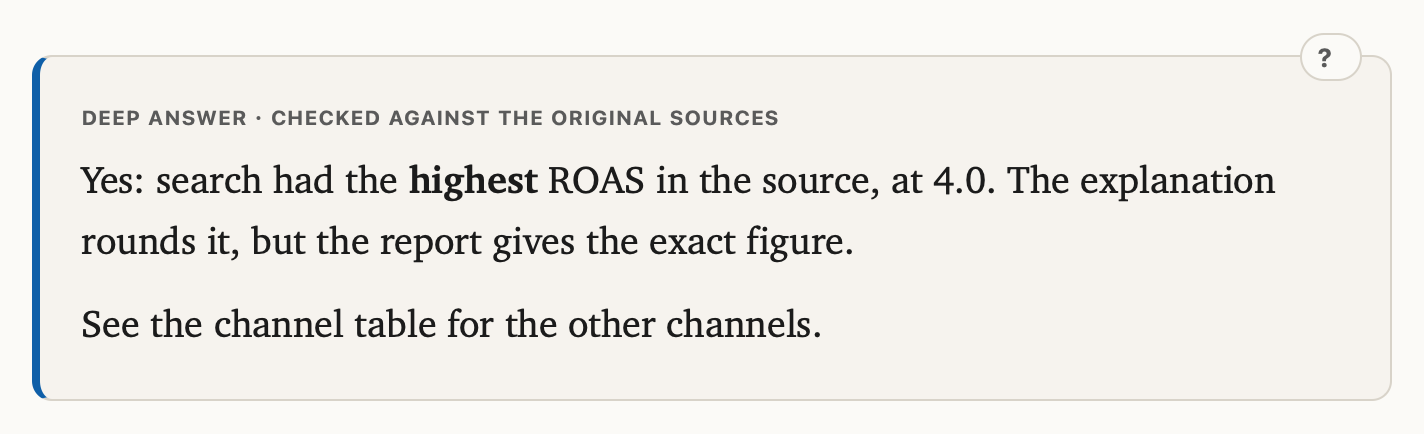 ?
DEEP ANSWER · CHECKED AGAINST THE ORIGINAL SOURCES
Yes: search had the highest ROAS in the source, at 4.0. The explanation
rounds it, but the report gives the exact figure.
See the channel table for the other channels.